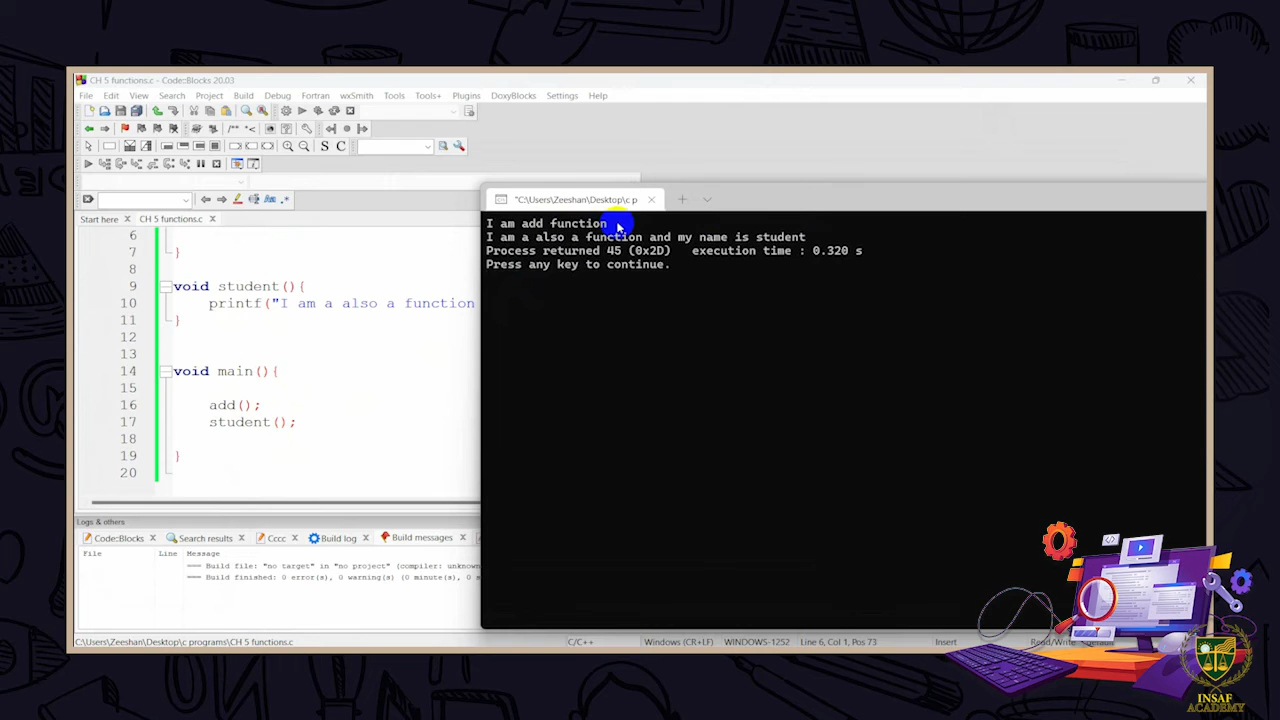 CH 5 functions.c - Code::Blocks 20.03
File Edit View Search Project Build Debug Fortran wxSmith Tools Tools+ Plugins DoxyBlocks Settings Help
S C
"C:\Users\Zeeshan\Desktop\c p
Start here CH 5 functions.c
I am add function
I am a also a function and my name is student
Process returned 45 (0x2D) execution time : 0.320 s
Press any key to continue.
6
7 }
8
9 void student(){
10 printf("I am a also a function
11 }
12
13
14 void main(){
15
16 add();
17 student();
18
19 }
20
Logs & others
Code::Blocks Search results Cccc Build log Build messages
File Line Message
=== Build file: "no target" in "no project" (compiler: unknown
=== Build finished: 0 error(s), 0 warning(s) (0 minute(s), 0 s
C:\Users\Zeeshan\Desktop\c programs\CH 5 functions.c C/C++ Windows (CR+LF) WINDOWS-1252 Line 6, Col 1, Pos 73 Insert Read/Write default
INSAF
ACADEMY